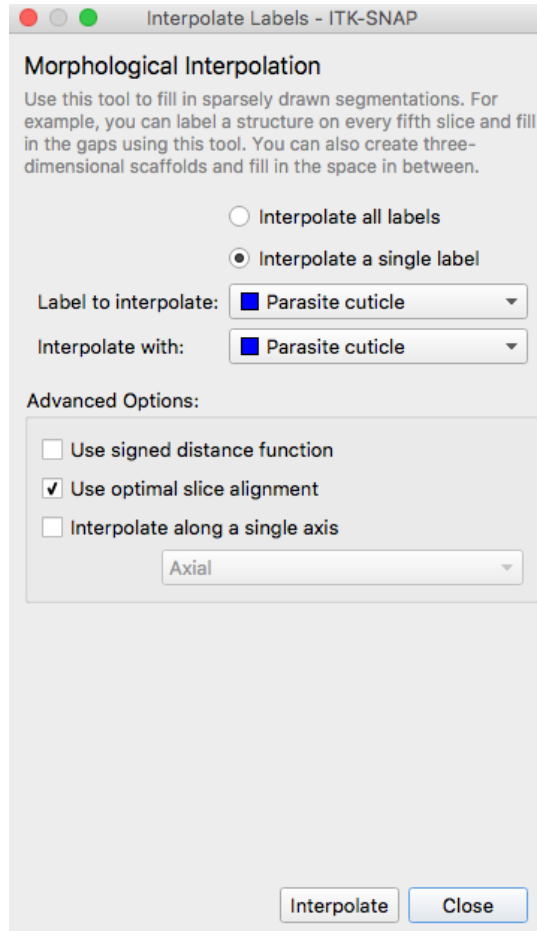 Interpolate Labels - ITK-SNAP
Morphological Interpolation
Use this tool to fill in sparsely drawn segmentations. For
example, you can label a structure on every fifth slice and fill
in the gaps using this tool. You can also create three-
dimensional scaffolds and fill in the space in between.
Interpolate all labels
Interpolate a single label
Label to interpolate: Parasite cuticle
Interpolate with: Parasite cuticle
Advanced Options:
Use signed distance function
Use optimal slice alignment
Interpolate along a single axis
Axial
Interpolate Close